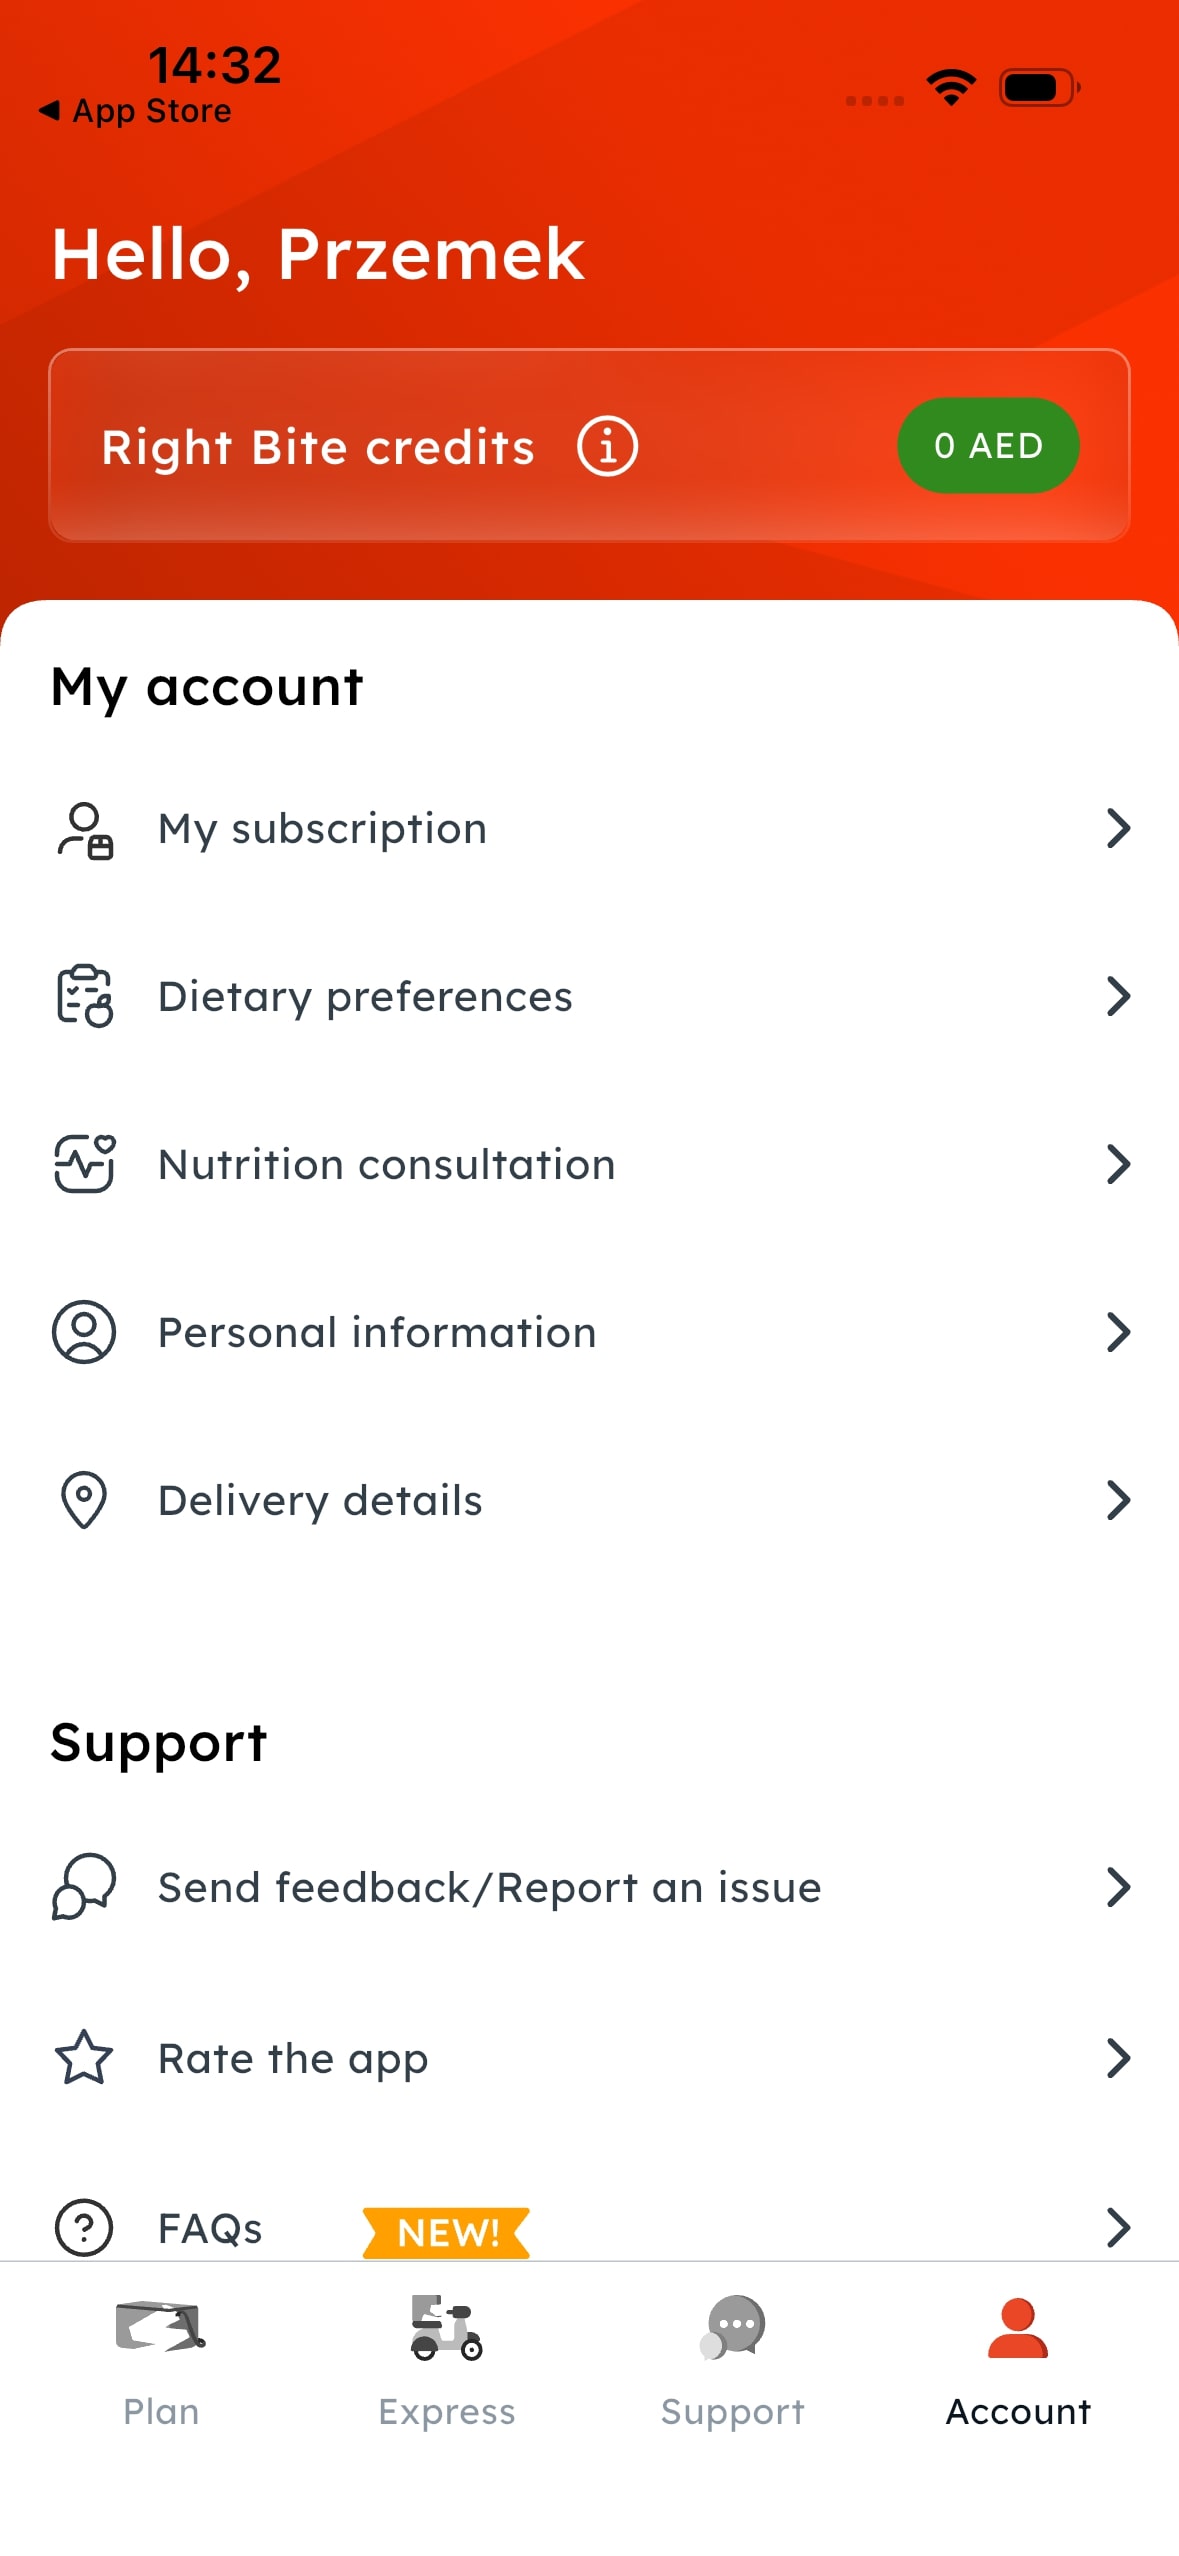 14:32
App Store
Hello, Przemek
Right Bite credits
0 AED
My account
My subscription
Dietary preferences
Nutrition consultation
Personal information
Delivery details
Support
Send feedback/Report an issue
Rate the app
FAQs NEW!
Plan Express Support Account